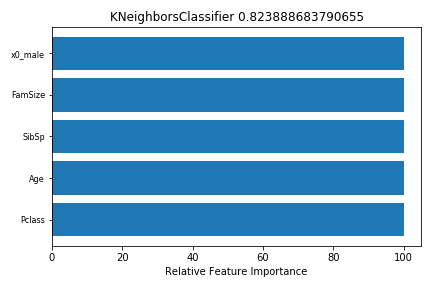 KNeighborsClassifier 0.823888683790655
x0_male
FamSize
SibSp
Age
Pclass
0 20 40 60 80 100
Relative Feature Importance